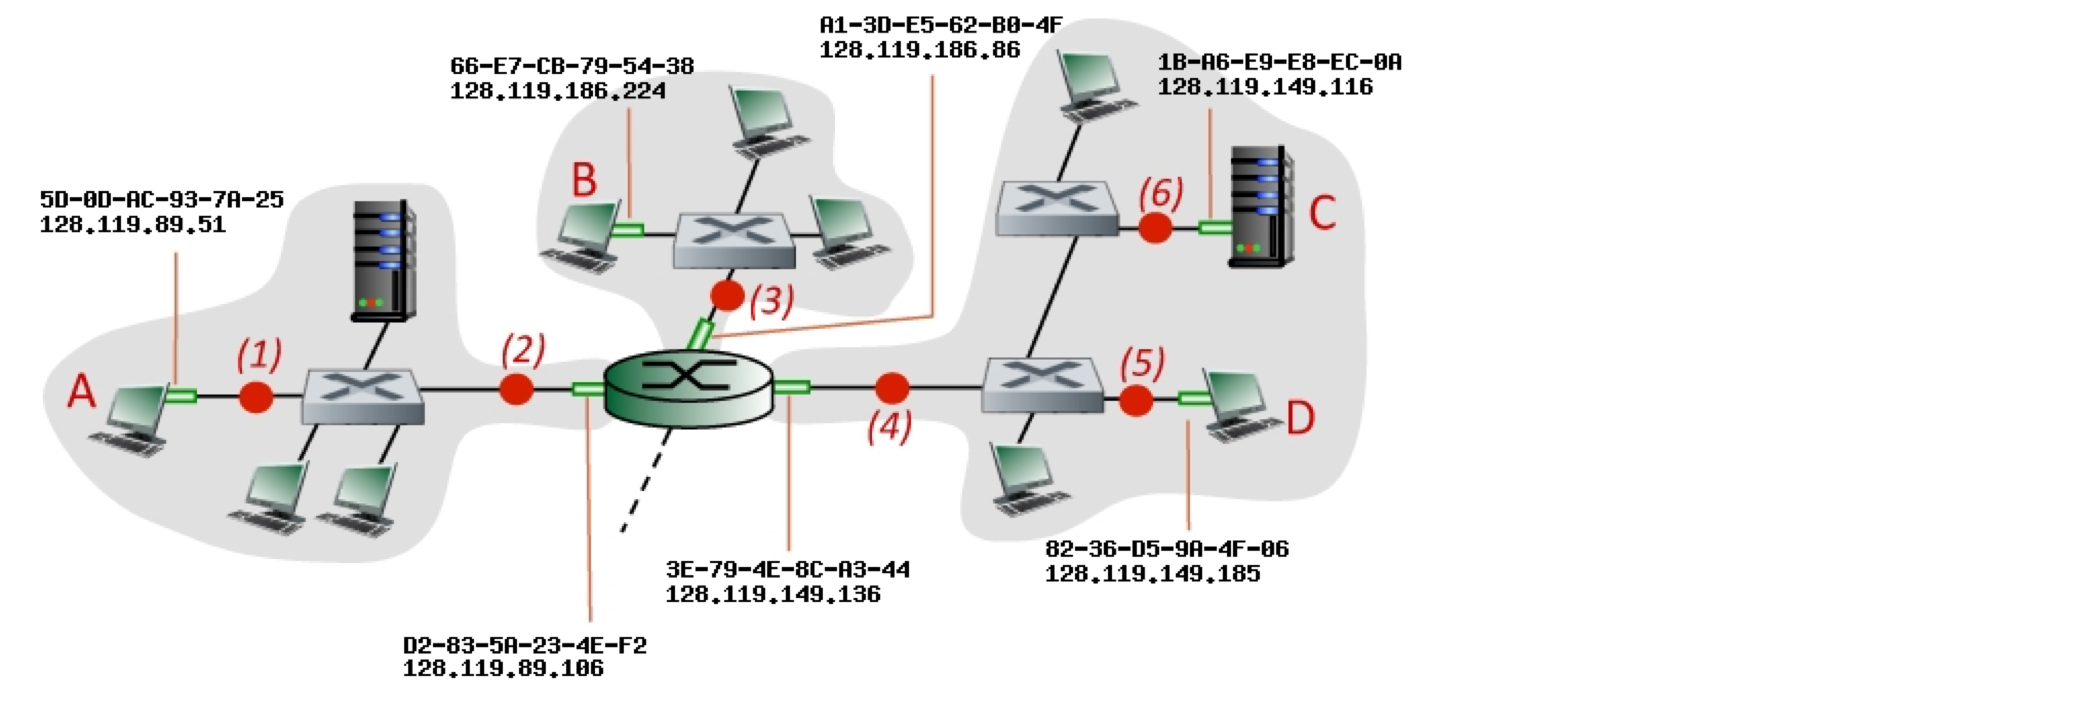 A1-3D-E5-62-B0-4F
128.119.186.86
66-E7-CB-79-54-38
128.119.186.224
1B-A6-E9-E8-EC-0A
128.119.149.116
B
5D-0D-AC-93-7A-25
128.119.89.51
(6)
C
(3)
(1)
(2)
(5)
A
(4)
D
82-36-D5-9A-4F-06
128.119.149.185
3E-79-4E-8C-A3-44
128.119.149.136
D2-83-5A-23-4E-F2
128.119.89.106